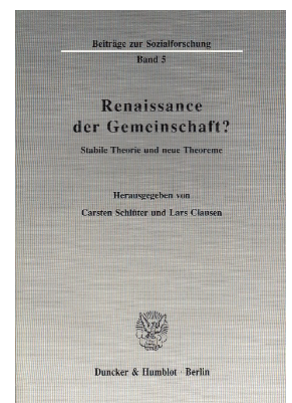 Beiträge zur Sozialforschung
Band 5
Renaissance
der Gemeinschaft?
Stabile Theorie und neue Theoreme
Herausgegeben von
Carsten Schlüter und Lars Clausen
Duncker & Humblot · Berlin